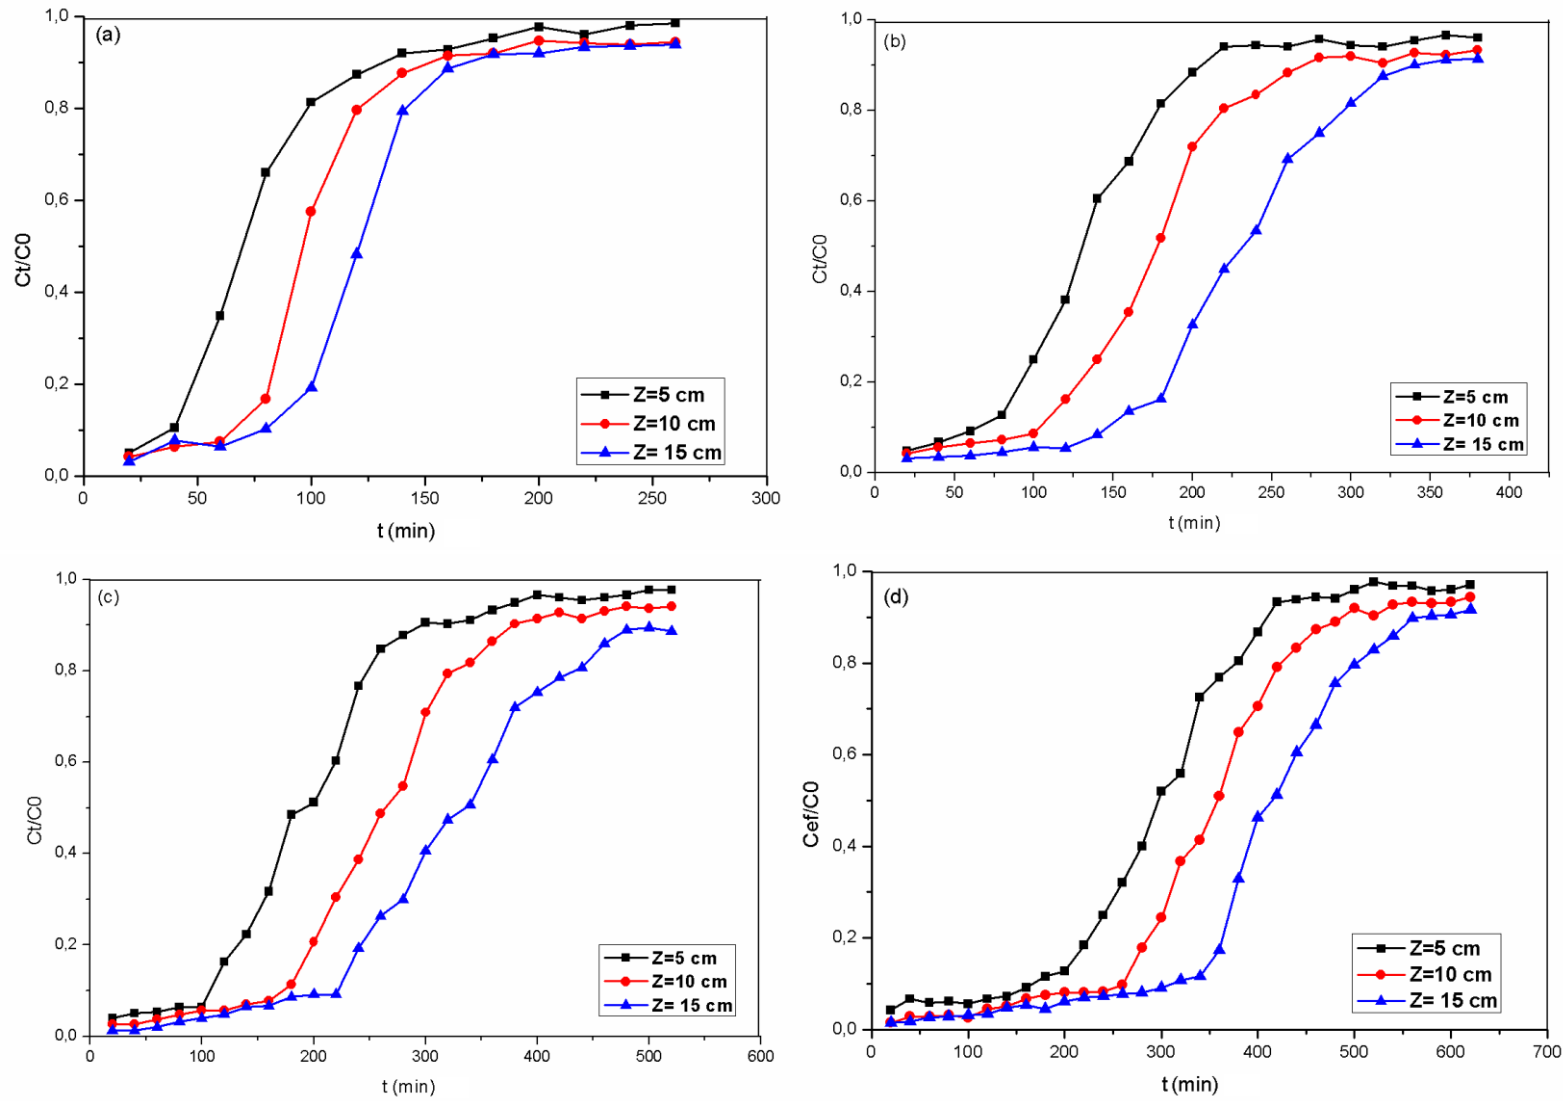 (a)
1,0
0,8
0,6
0,4
0,2
0,0
Ct/C0
Z=5 cm
Z=10 cm
Z= 15 cm
0 50 100 150 200 250 300
t (min)
(b)
1,0
0,8
0,6
0,4
0,2
0,0
Ct/C0
Z=5 cm
Z=10 cm
Z= 15 cm
0 50 100 150 200 250 300 350 400
t (min)
(c)
1,0
0,8
0,6
0,4
0,2
0,0
Ct/C0
Z=5 cm
Z=10 cm
Z= 15 cm
0 100 200 300 400 500 600
t (min)
(d)
1,0
0,8
0,6
0,4
0,2
0,0
Cef/C0
Z=5 cm
Z=10 cm
Z= 15 cm
0 100 200 300 400 500 600 700
t (min)